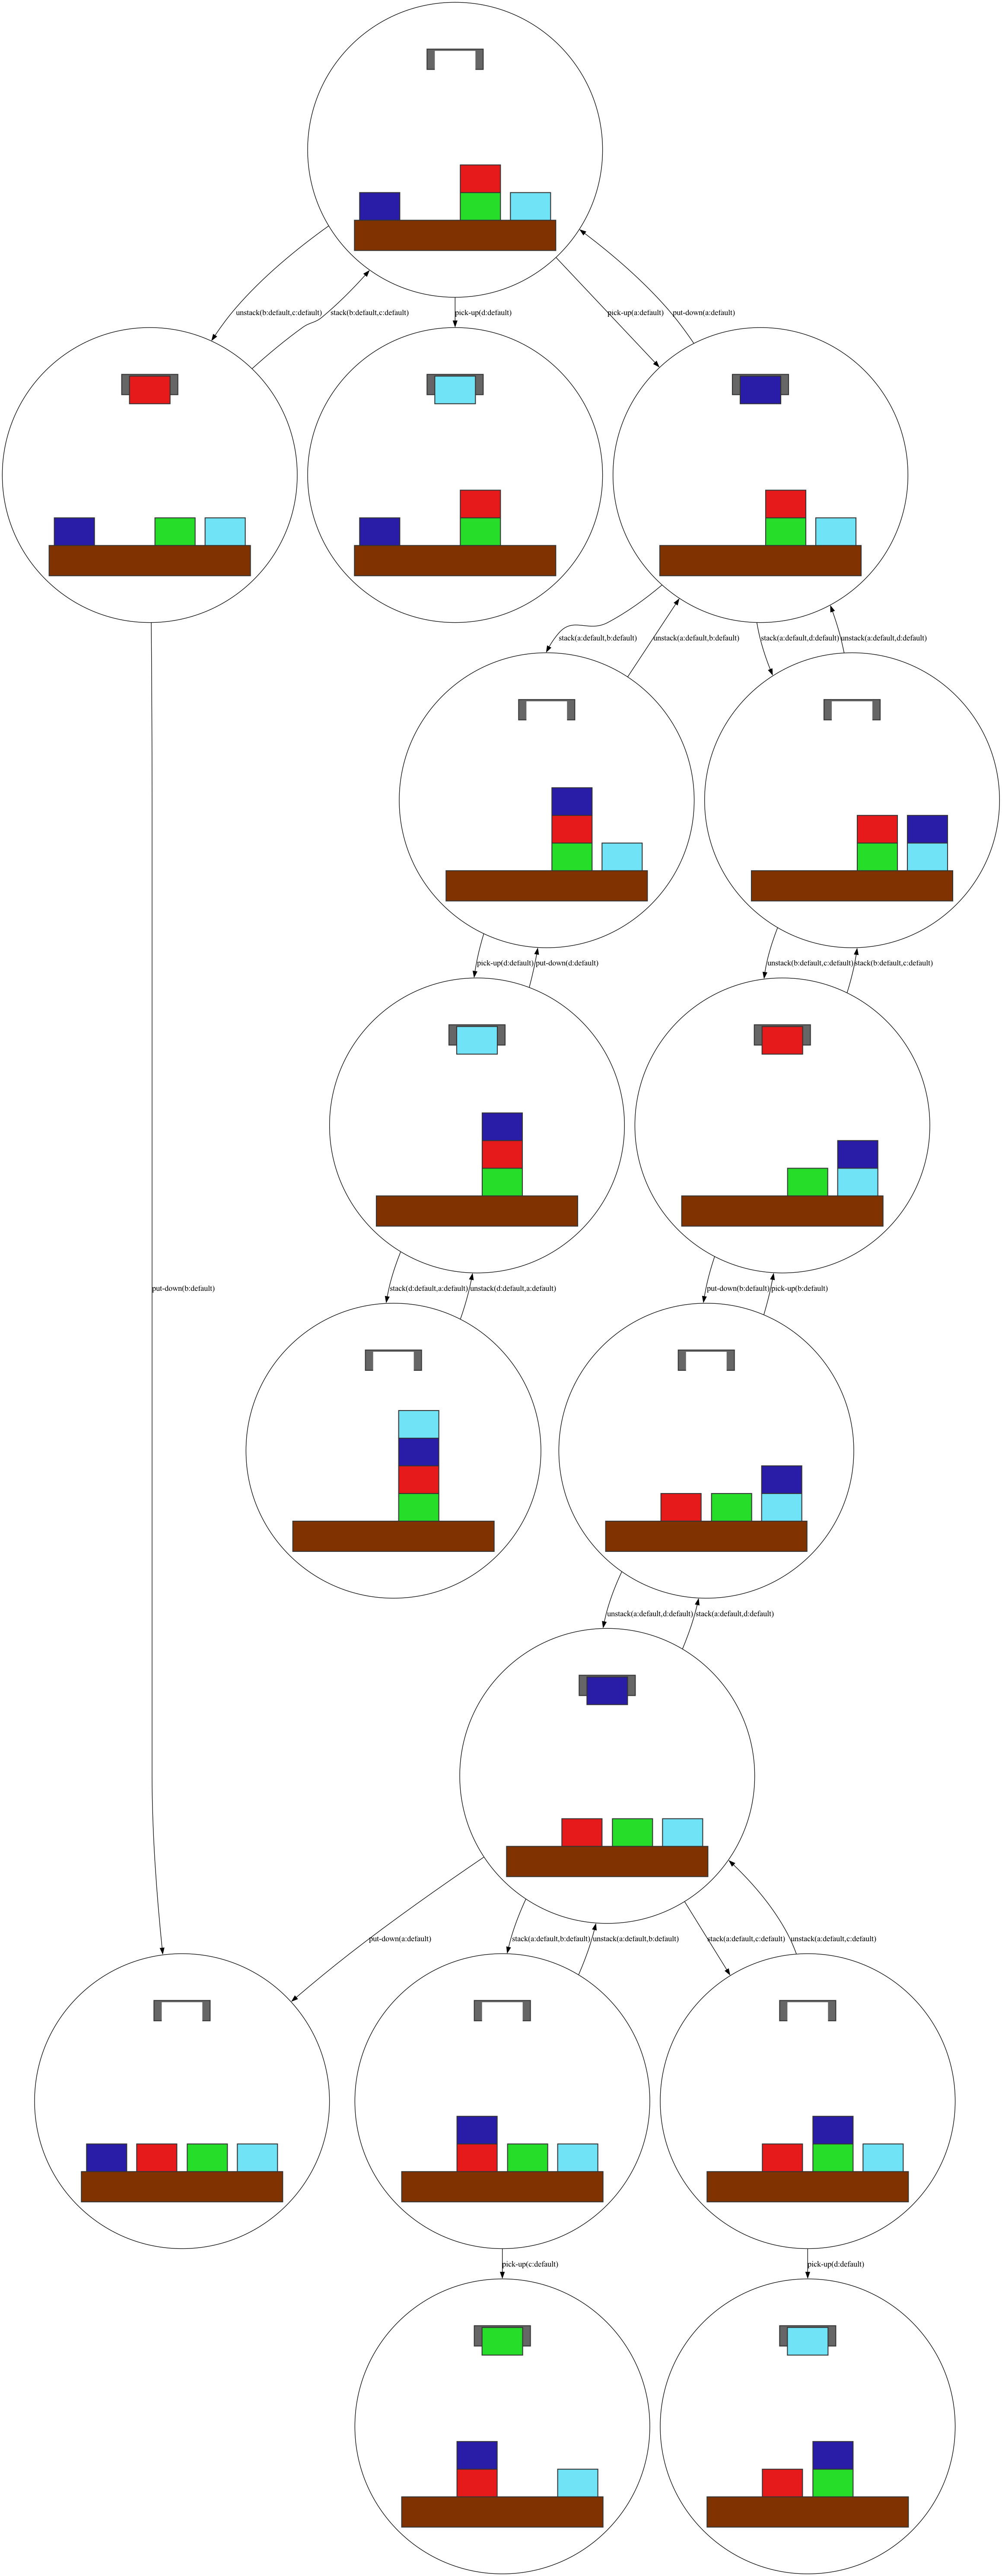 unstack(b:default,c:default)
stack(b:default,c:default)
pick-up(d:default)
pick-up(a:default)
put-down(a:default)
stack(a:default,b:default)
unstack(a:default,b:default)
stack(a:default,d:default)
unstack(a:default,d:default)
pick-up(d:default)
put-down(d:default)
unstack(b:default,c:default)
stack(b:default,c:default)
put-down(b:default)
stack(d:default,a:default)
unstack(d:default,a:default)
put-down(b:default)
pick-up(b:default)
unstack(a:default,d:default)
stack(a:default,d:default)
put-down(a:default)
stack(a:default,b:default)
unstack(a:default,b:default)
stack(a:default,c:default)
unstack(a:default,c:default)
pick-up(c:default)
pick-up(d:default)